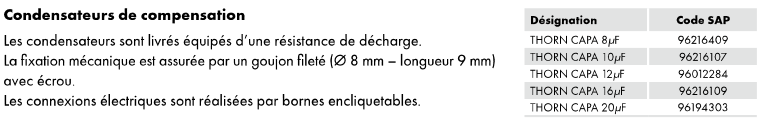 Condensateurs de compensation
Les condensateurs sont livrés équipés d'une résistance de décharge.
La fixation mécanique est assurée par un goujon fileté (Ø 8 mm – longueur 9 mm)
avec écrou.
Les connexions électriques sont réalisées par bornes encliquetables.
Désignation Code SAP
THORN CAPA 8µF 96216409
THORN CAPA 10µF 96216107
THORN CAPA 12µF 96012284
THORN CAPA 16µF 96216109
THORN CAPA 20µF 96194303